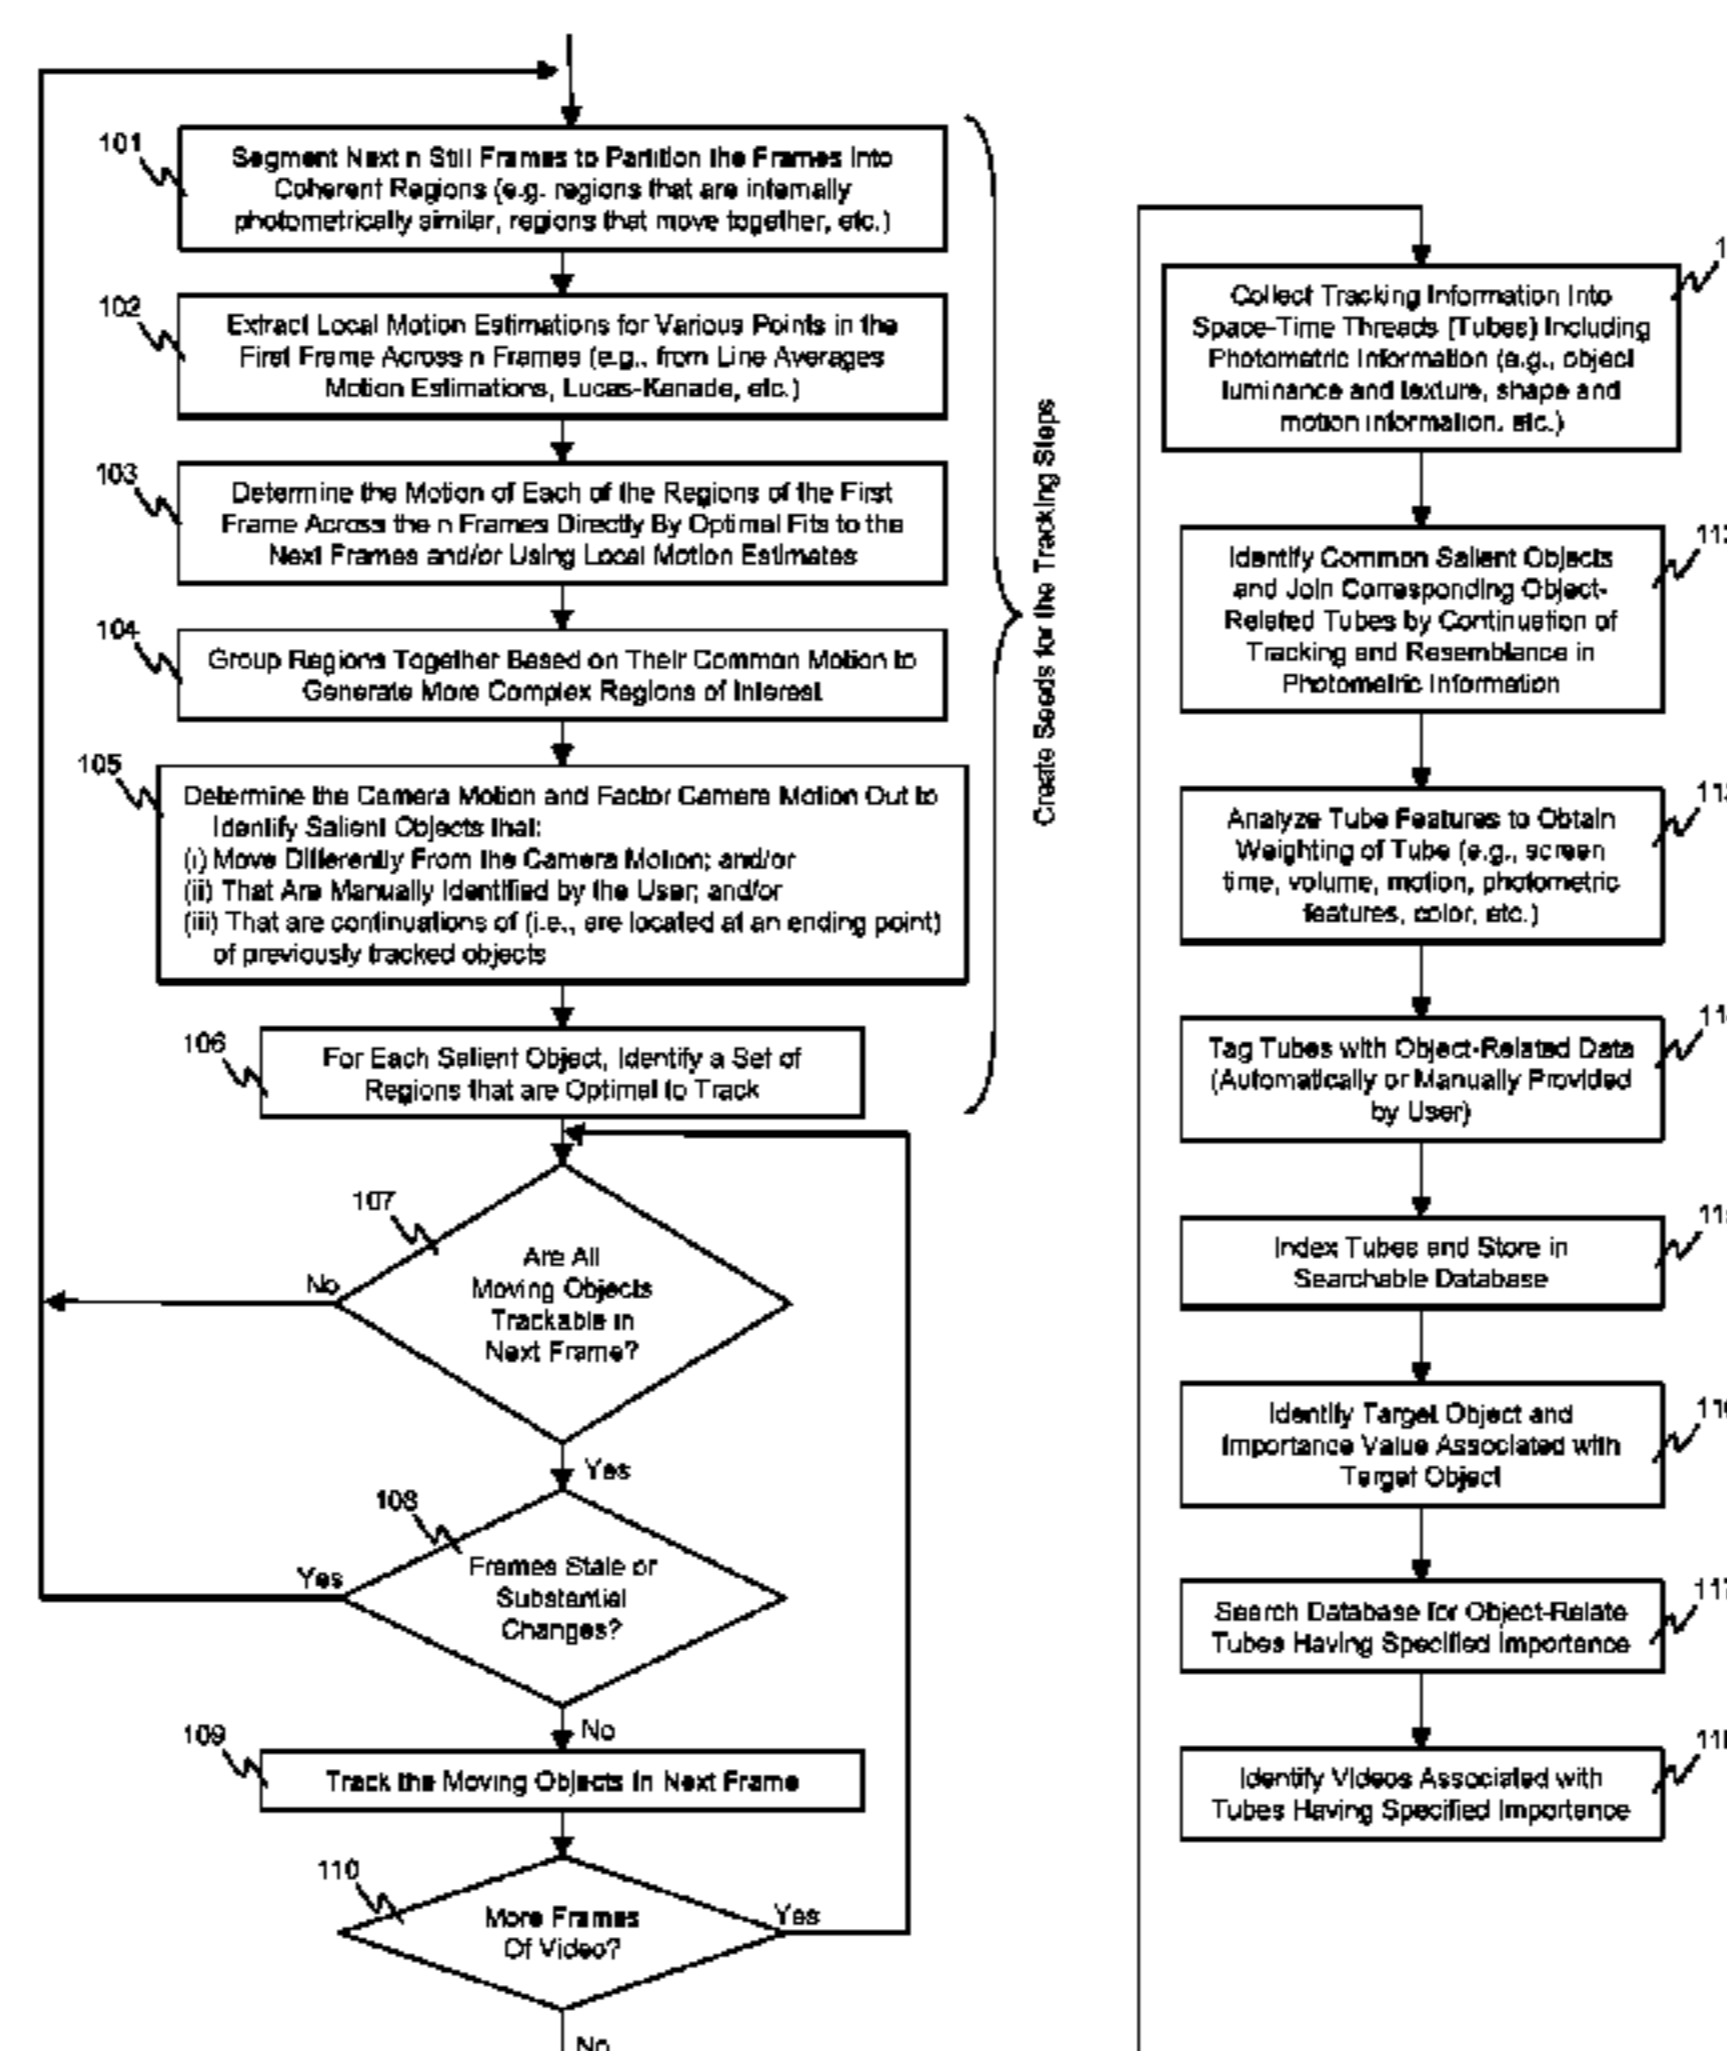 101
Segment Next n Still Frames to Partition the Frames Into
Coherent Regions (e.g. regions that are internally
photometrically similar, regions that move together, etc.)
102
Extract Local Motion Estimations for Various Points in the
First Frame Across n Frames (e.g., from Line Averages
Motion Estimations, Lucas-Kanade, etc.)
103
Determine the Motion of Each of the Regions of the First
Frame Across the n Frames Directly By Optimal Fits to the
Next Frames and/or Using Local Motion Estimates
104
Group Regions Together Based on Their Common Motion to
Generate More Complex Regions of Interest
105
Determine the Camera Motion and Factor Camera Motion Out to
Identify Salient Objects that:
(i) Move Differently From the Camera Motion; and/or
(ii) That Are Manually Identified by the User; and/or
(iii) That are continuations of (i.e., are located at an ending point)
of previously tracked objects
106
For Each Salient Object, Identify a Set of
Regions that are Optimal to Track
Create Seeds for the Tracking Steps
107
Are All
Moving Objects
Trackable in
Next Frame?
No
Yes
108
Frames Stale or
Substantial
Changes?
Yes
No
109
Track the Moving Objects in Next Frame
110
More Frames
Of Video?
Yes
No
Collect Tracking Information Into
Space-Time Threads (Tubes) Including
Photometric Information (e.g., object
luminance and texture, shape and
motion information, etc.)
Identify Common Salient Objects
and Join Corresponding Object-
Related Tubes by Continuation of
Tracking and Resemblance in
Photometric Information
Analyze Tube Features to Obtain
Weighting of Tube (e.g., screen
time, volume, motion, photometric
features, color, etc.)
Tag Tubes with Object-Related Data
(Automatically or Manually Provided
by User)
Index Tubes and Store in
Searchable Database
Identify Target Object and
Importance Value Associated with
Target Object
Search Database for Object-Relate
Tubes Having Specified Importance
Identify Videos Associated with
Tubes Having Specified Importance